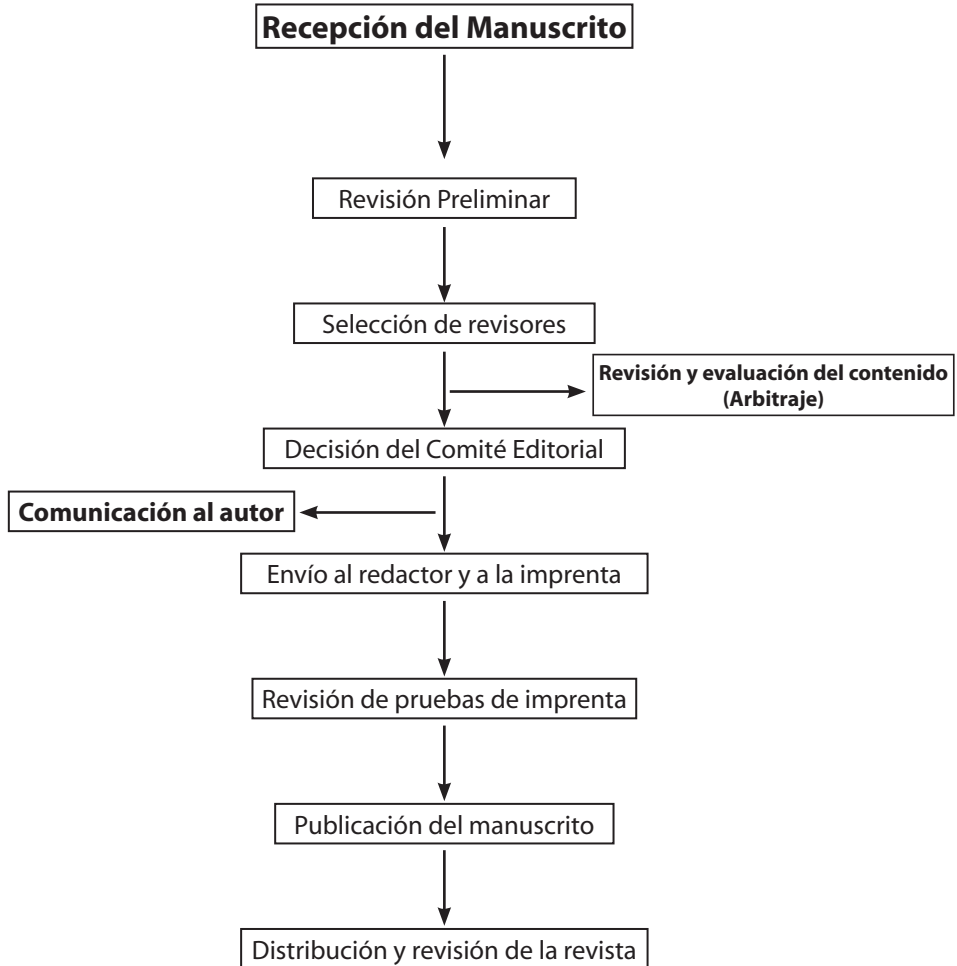 Recepción del Manuscrito
Revisión Preliminar
Selección de revisores
Revisión y evaluación del contenido
(Arbitraje)
Decisión del Comité Editorial
Comunicación al autor
Envío al redactor y a la imprenta
Revisión de pruebas de imprenta
Publicación del manuscrito
Distribución y revisión de la revista